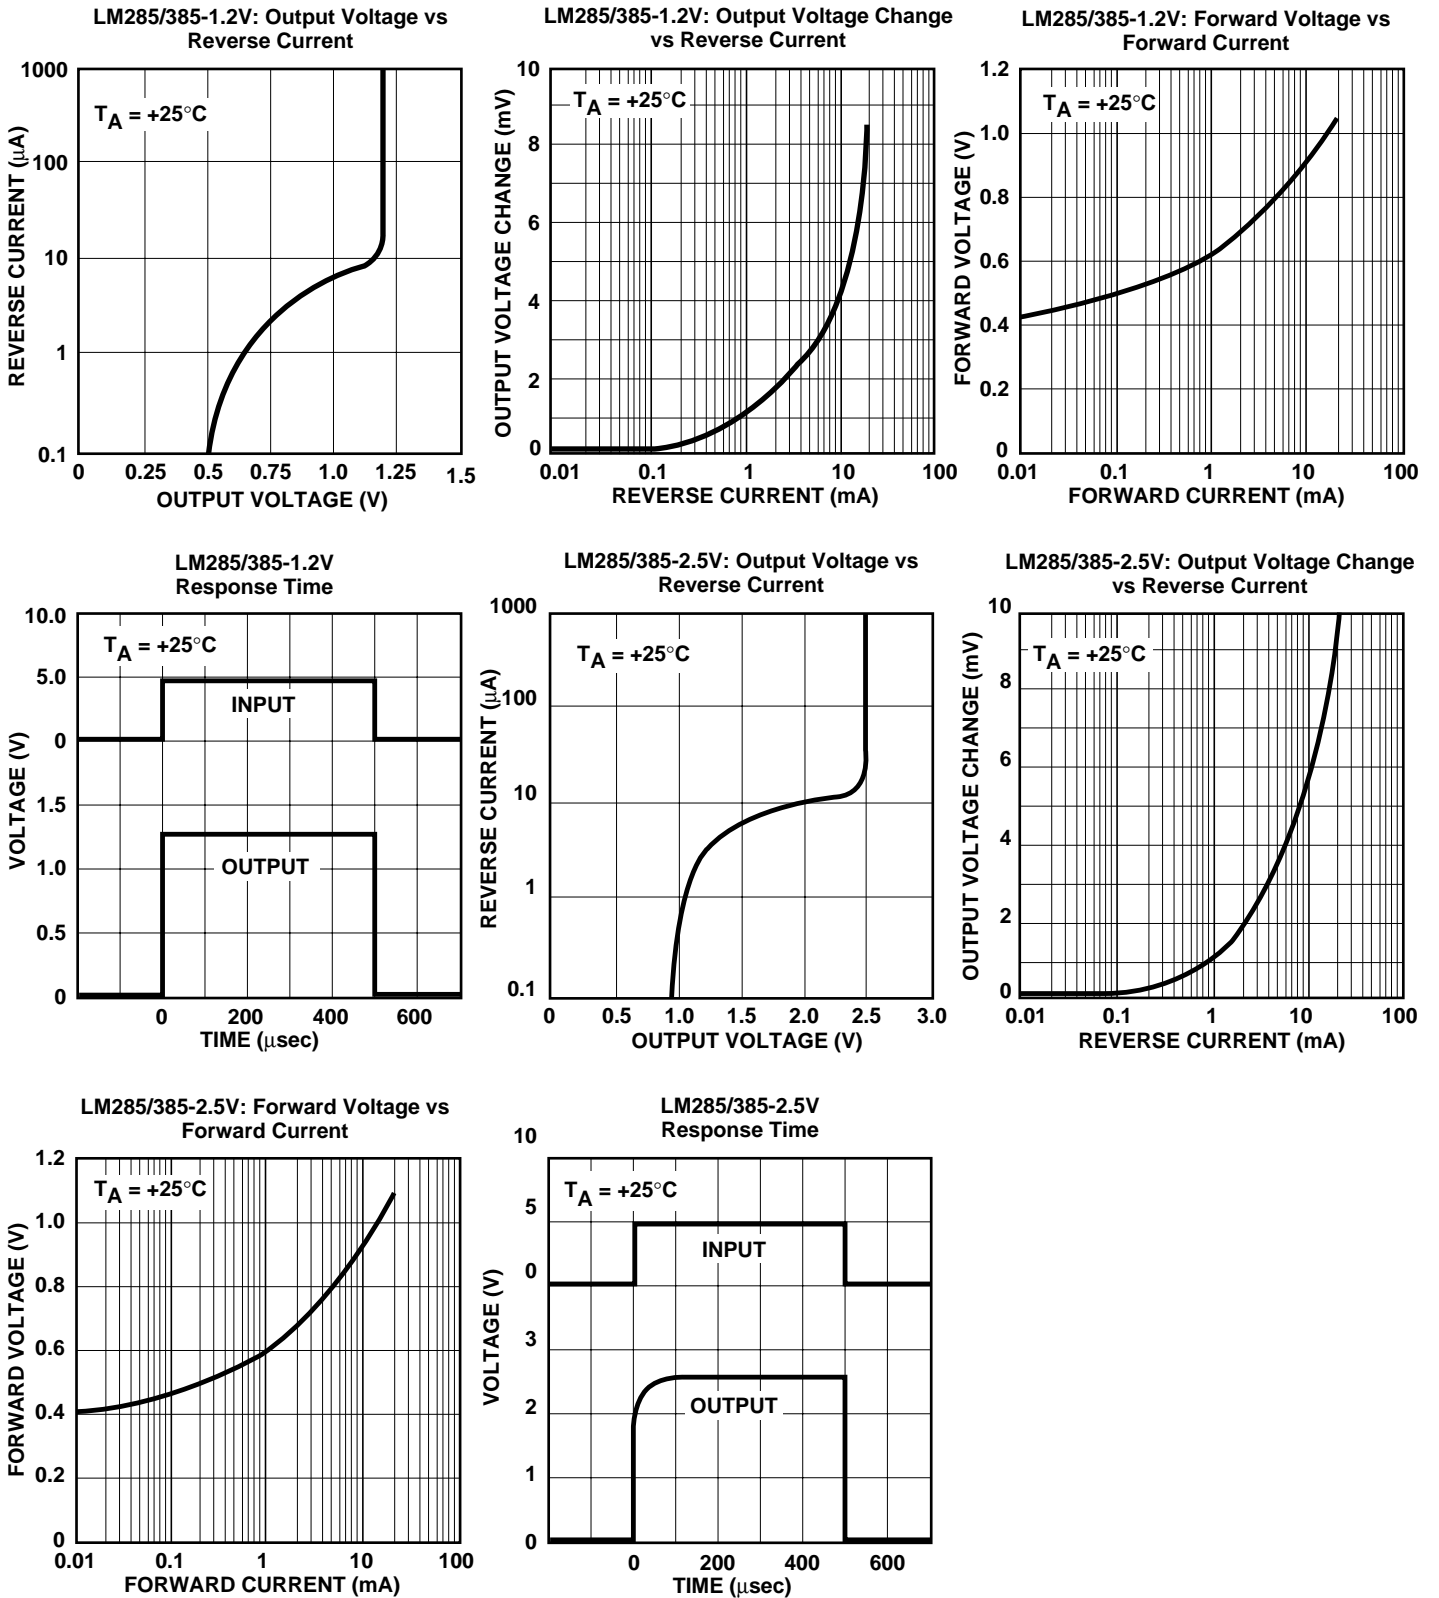 LM285/385-1.2V: Output Voltage vs
Reverse Current
1000
100
10
1
0.1
REVERSE CURRENT (μA)
TA = +25°C
0 0.25 0.5 0.75 1.0 1.25 1.5
OUTPUT VOLTAGE (V)
LM285/385-1.2V: Output Voltage Change
vs Reverse Current
10
8
6
4
2
0
OUTPUT VOLTAGE CHANGE (mV)
TA = +25°C
0.01 0.1 1 10 100
REVERSE CURRENT (mA)
LM285/385-1.2V: Forward Voltage vs
Forward Current
1.2
1.0
0.8
0.6
0.4
0.2
0
FORWARD VOLTAGE (V)
TA = +25°C
0.01 0.1 1 10 100
FORWARD CURRENT (mA)
LM285/385-1.2V
Response Time
10.0
5.0
0
1.5
1.0
0.5
0
VOLTAGE (V)
TA = +25°C
INPUT
OUTPUT
0 200 400 600
TIME (μsec)
LM285/385-2.5V: Output Voltage vs
Reverse Current
1000
100
10
1
0.1
REVERSE CURRENT (μA)
TA = +25°C
0 0.5 1.0 1.5 2.0 2.5 3.0
OUTPUT VOLTAGE (V)
LM285/385-2.5V: Output Voltage Change
vs Reverse Current
10
8
6
4
2
0
OUTPUT VOLTAGE CHANGE (mV)
TA = +25°C
0.01 0.1 1 10 100
REVERSE CURRENT (mA)
LM285/385-2.5V: Forward Voltage vs
Forward Current
1.2
1.0
0.8
0.6
0.4
0.2
0
FORWARD VOLTAGE (V)
TA = +25°C
0.01 0.1 1 10 100
FORWARD CURRENT (mA)
LM285/385-2.5V
Response Time
10
5
0
3
2
1
0
VOLTAGE (V)
TA = +25°C
INPUT
OUTPUT
0 200 400 600
TIME (μsec)